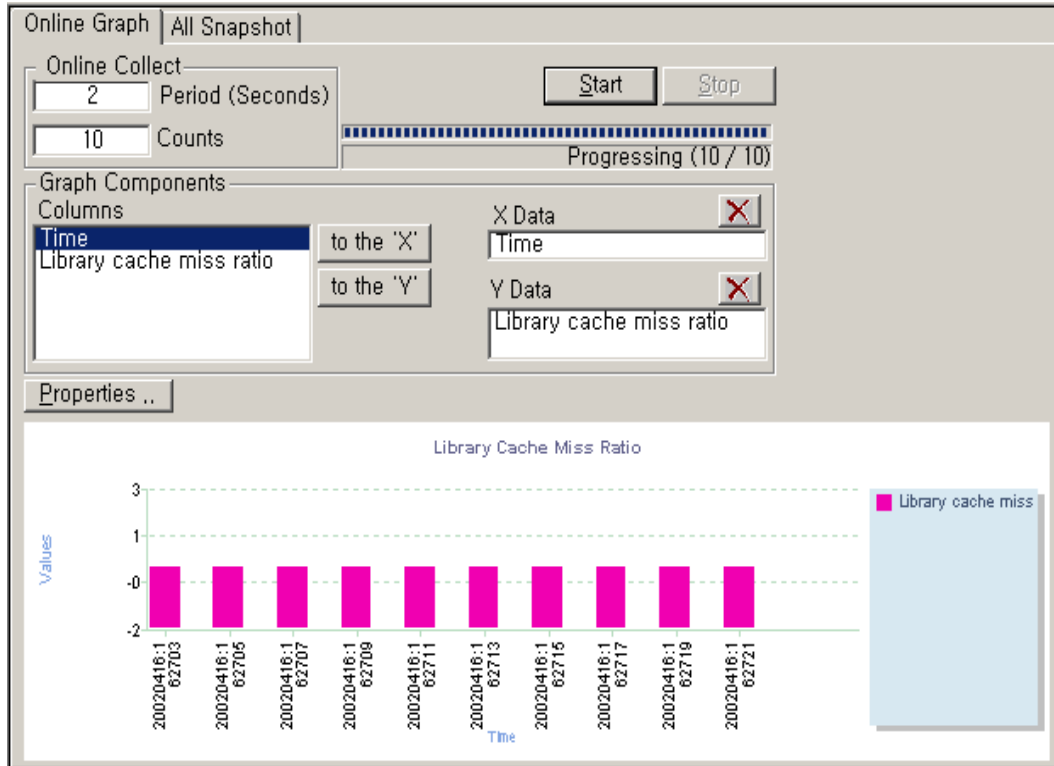 Online Graph
All Snapshot
Online Collect
2 Period (Seconds)
10 Counts
Start
Stop
Progressing (10 / 10)
Graph Components
Columns
Time
Library cache miss ratio
to the 'X'
to the 'Y'
X Data
Time
Y Data
Library cache miss ratio
Properties ..
Library Cache Miss Ratio
Values
3
1
-0
-2
20020416:1
62703
20020416:1
62705
20020416:1
62707
20020416:1
62709
20020416:1
62711
20020416:1
62713
20020416:1
62715
20020416:1
62717
20020416:1
62719
20020416:1
62721
Time
Library cache miss